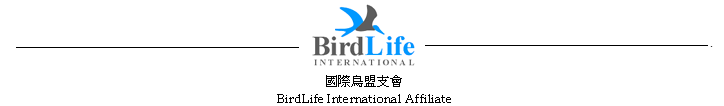 BirdLife
INTERNATIONAL
國際鳥盟支會
BirdLife International Affiliate